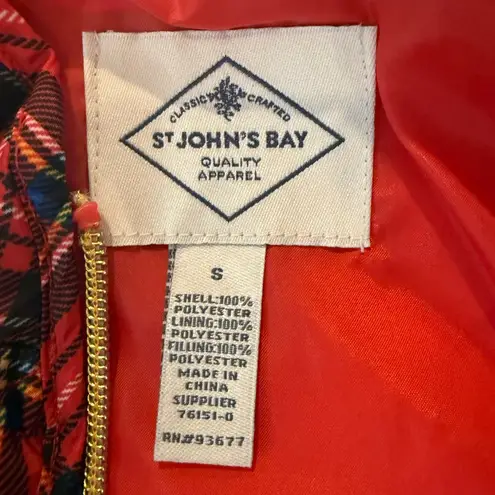 CLASSIC CRAFTED
ST JOHN'S BAY
QUALITY
APPAREL
S
SHELL:100%
POLYESTER
LINING:100%
POLYESTER
FILLING:100%
POLYESTER
MADE IN
CHINA
SUPPLIER
76151-0
RN#93677